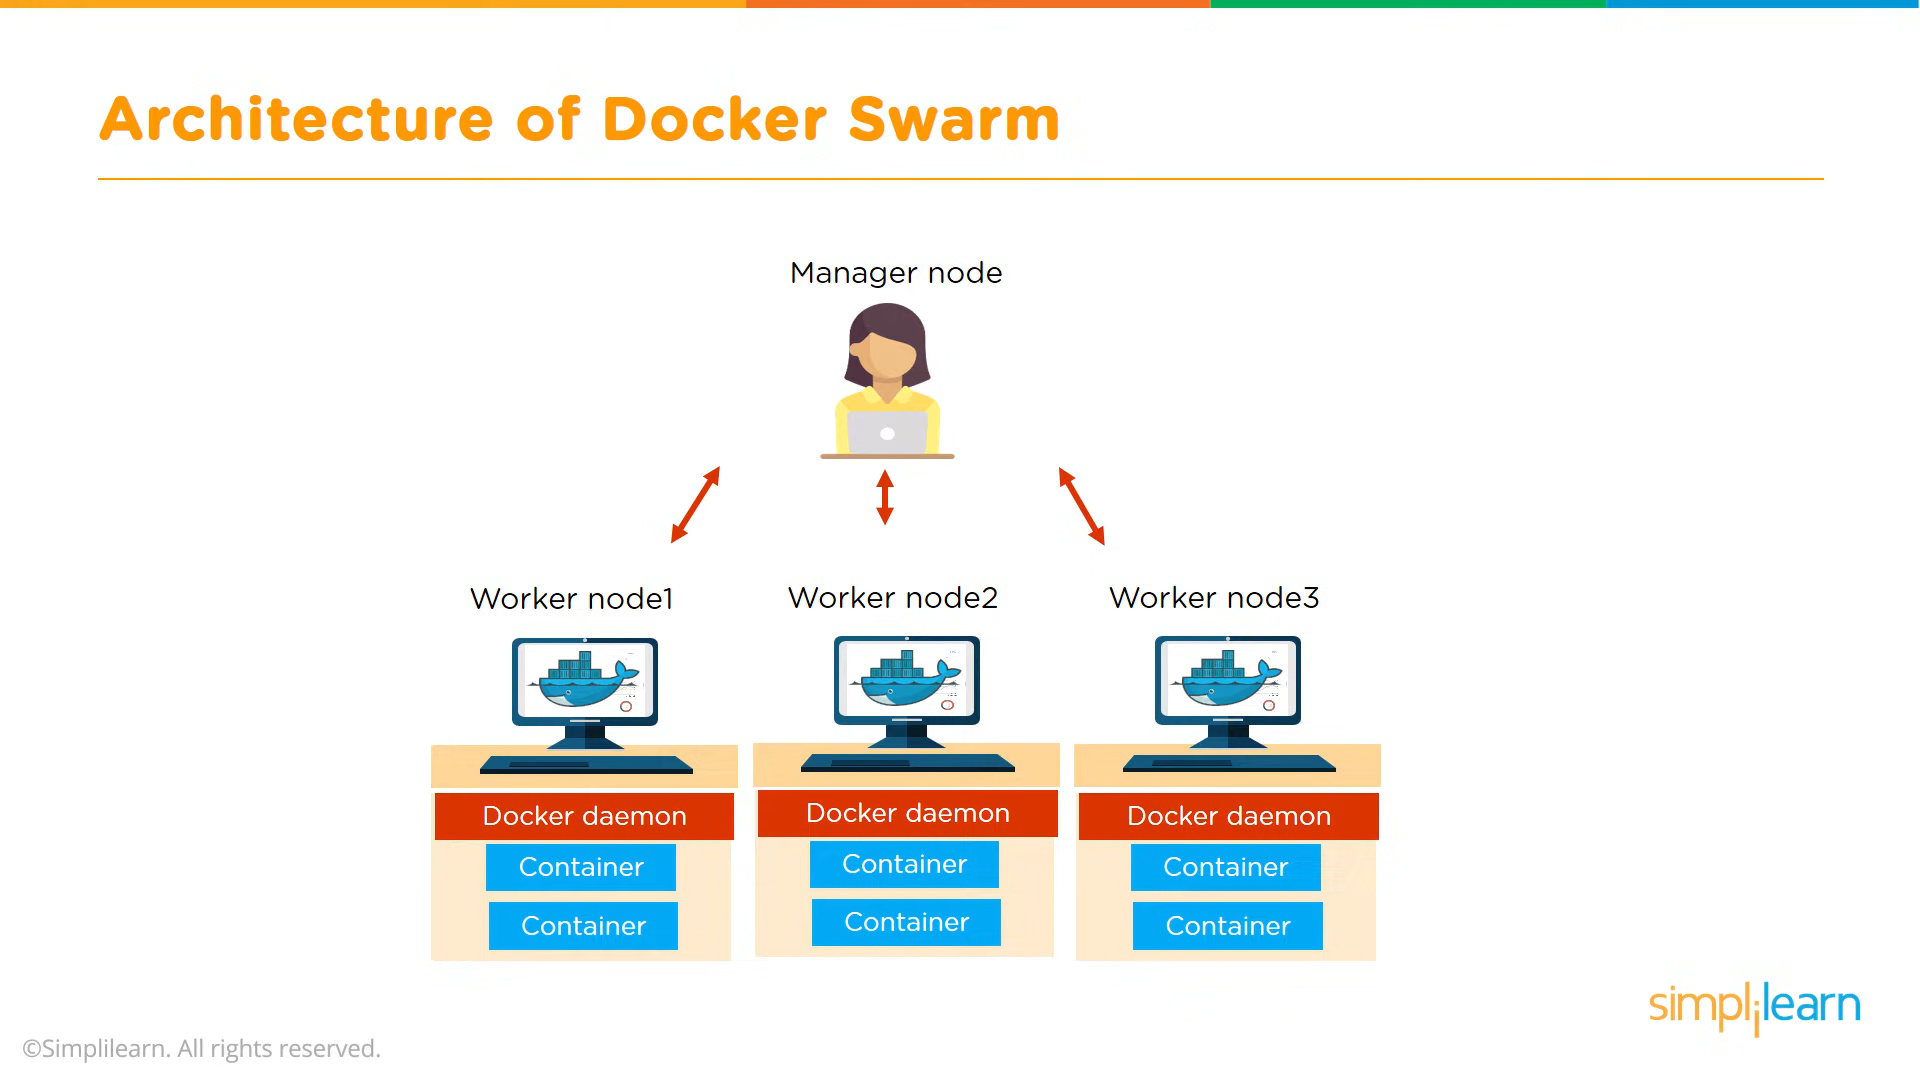 Architecture of Docker Swarm
Manager node
Worker node1
Worker node2
Worker node3
Docker daemon
Docker daemon
Docker daemon
Container
Container
Container
Container
Container
Container
simplilearn
©Simplilearn. All rights reserved.